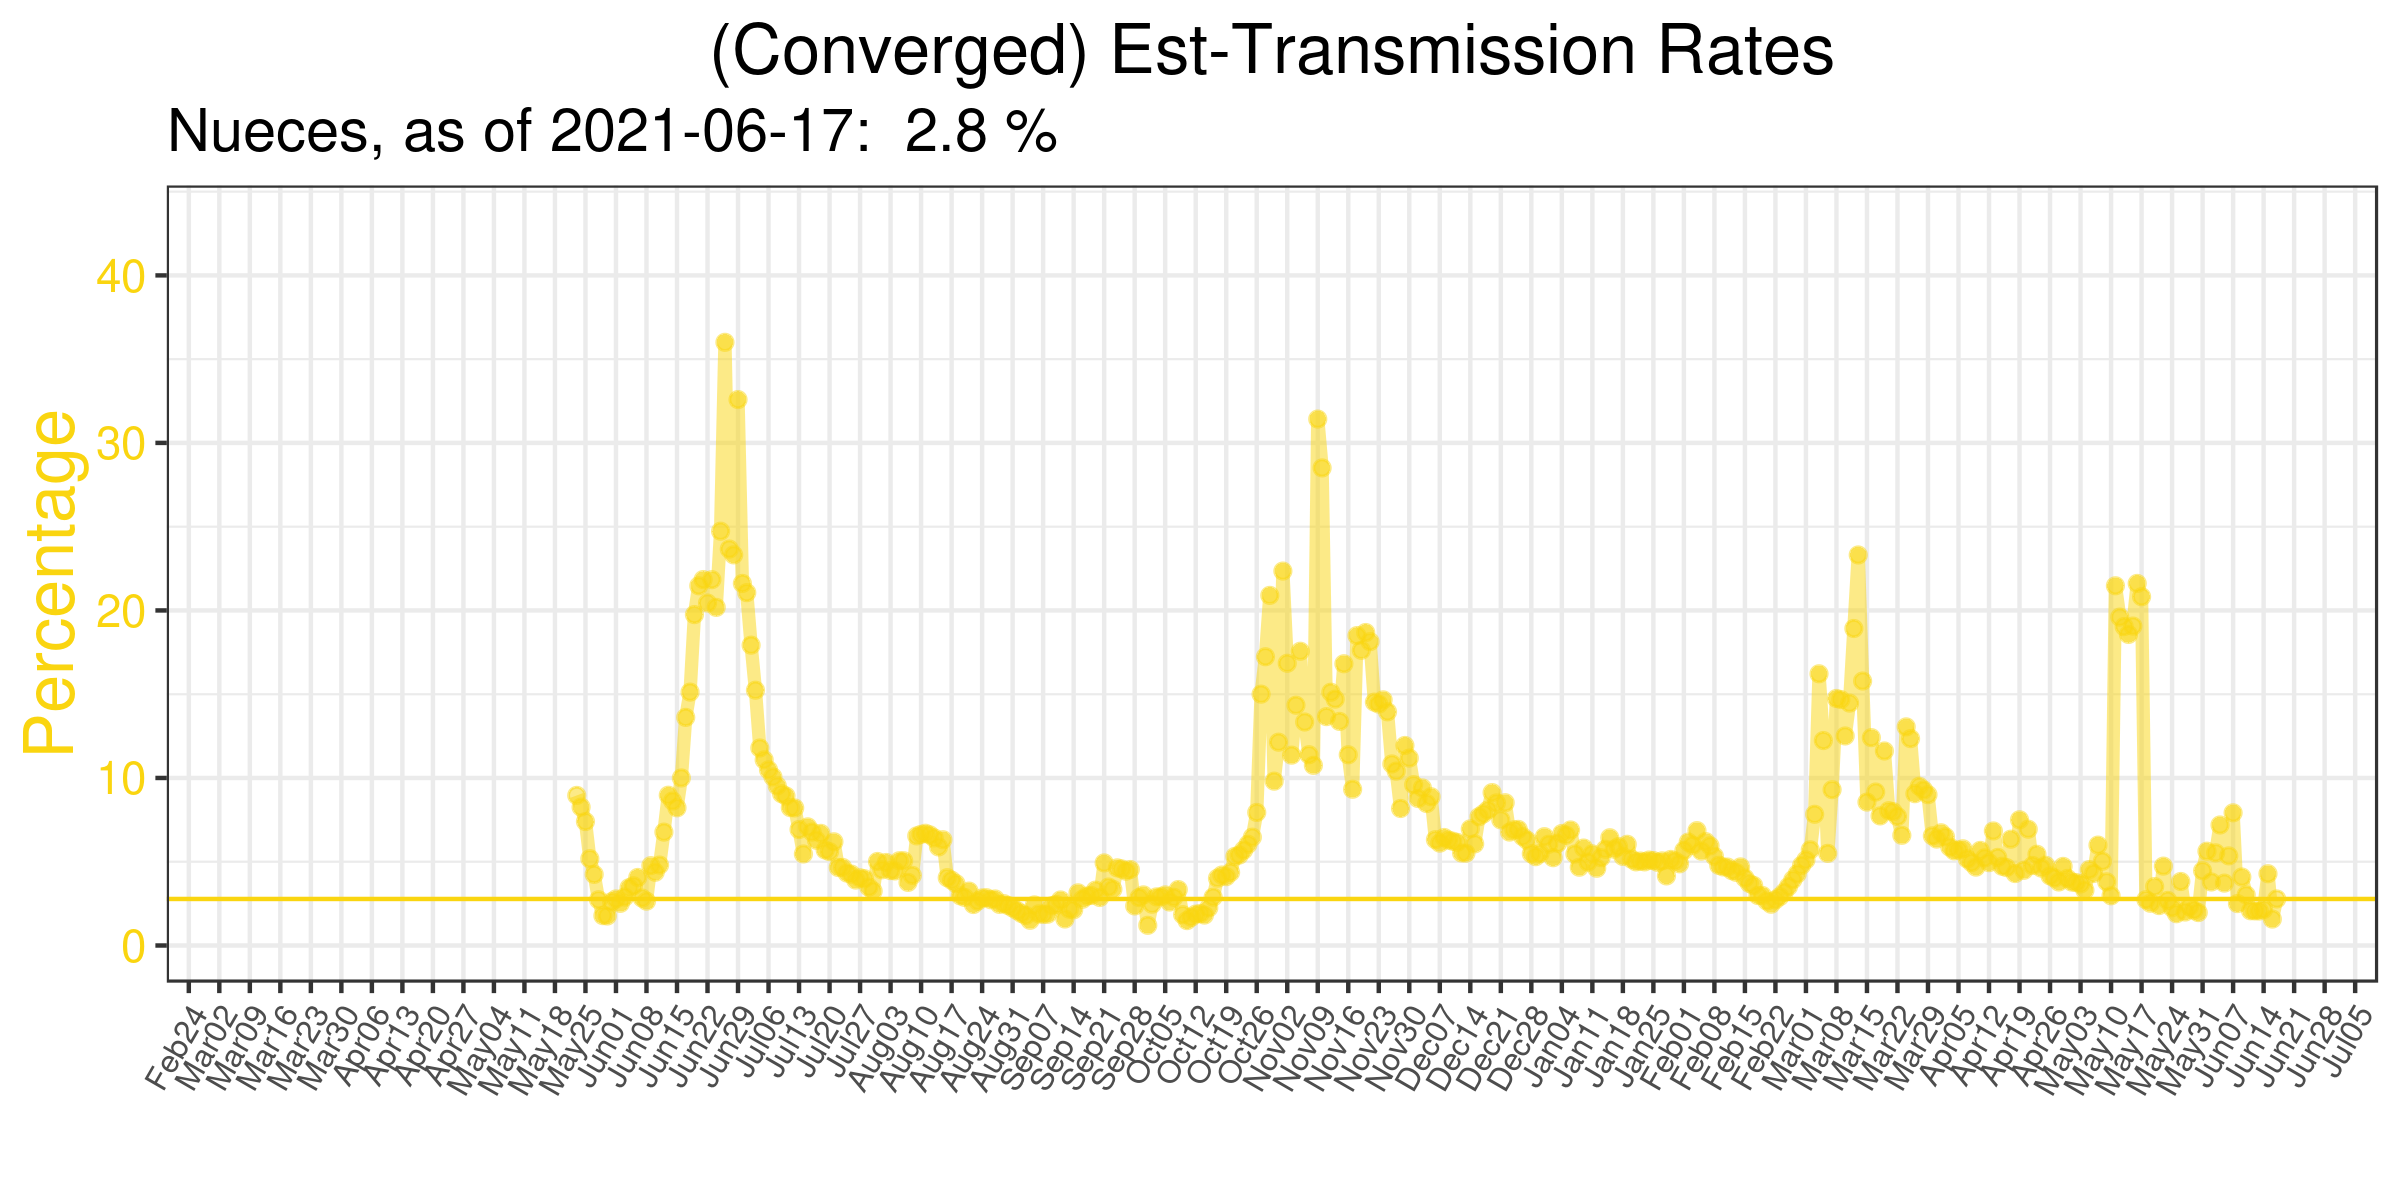 (Converged) Est-Transmission Rates
Nueces, as of 2021-06-17:  2.8 %
Percentage
40
30
20
10
0
Feb24
Mar02
Mar09
Mar16
Mar23
Mar30
Apr06
Apr13
Apr20
Apr27
May04
May11
May18
May25
Jun01
Jun08
Jun15
Jun22
Jun29
Jul06
Jul13
Jul20
Jul27
Aug03
Aug10
Aug17
Aug24
Aug31
Sep07
Sep14
Sep21
Sep28
Oct05
Oct12
Oct19
Oct26
Nov02
Nov09
Nov16
Nov23
Nov30
Dec07
Dec14
Dec21
Dec28
Jan04
Jan11
Jan18
Jan25
Feb01
Feb08
Feb15
Feb22
Mar01
Mar08
Mar15
Mar22
Mar29
Apr05
Apr12
Apr19
Apr26
May03
May10
May17
May24
May31
Jun07
Jun14
Jun21
Jun28
Jul05